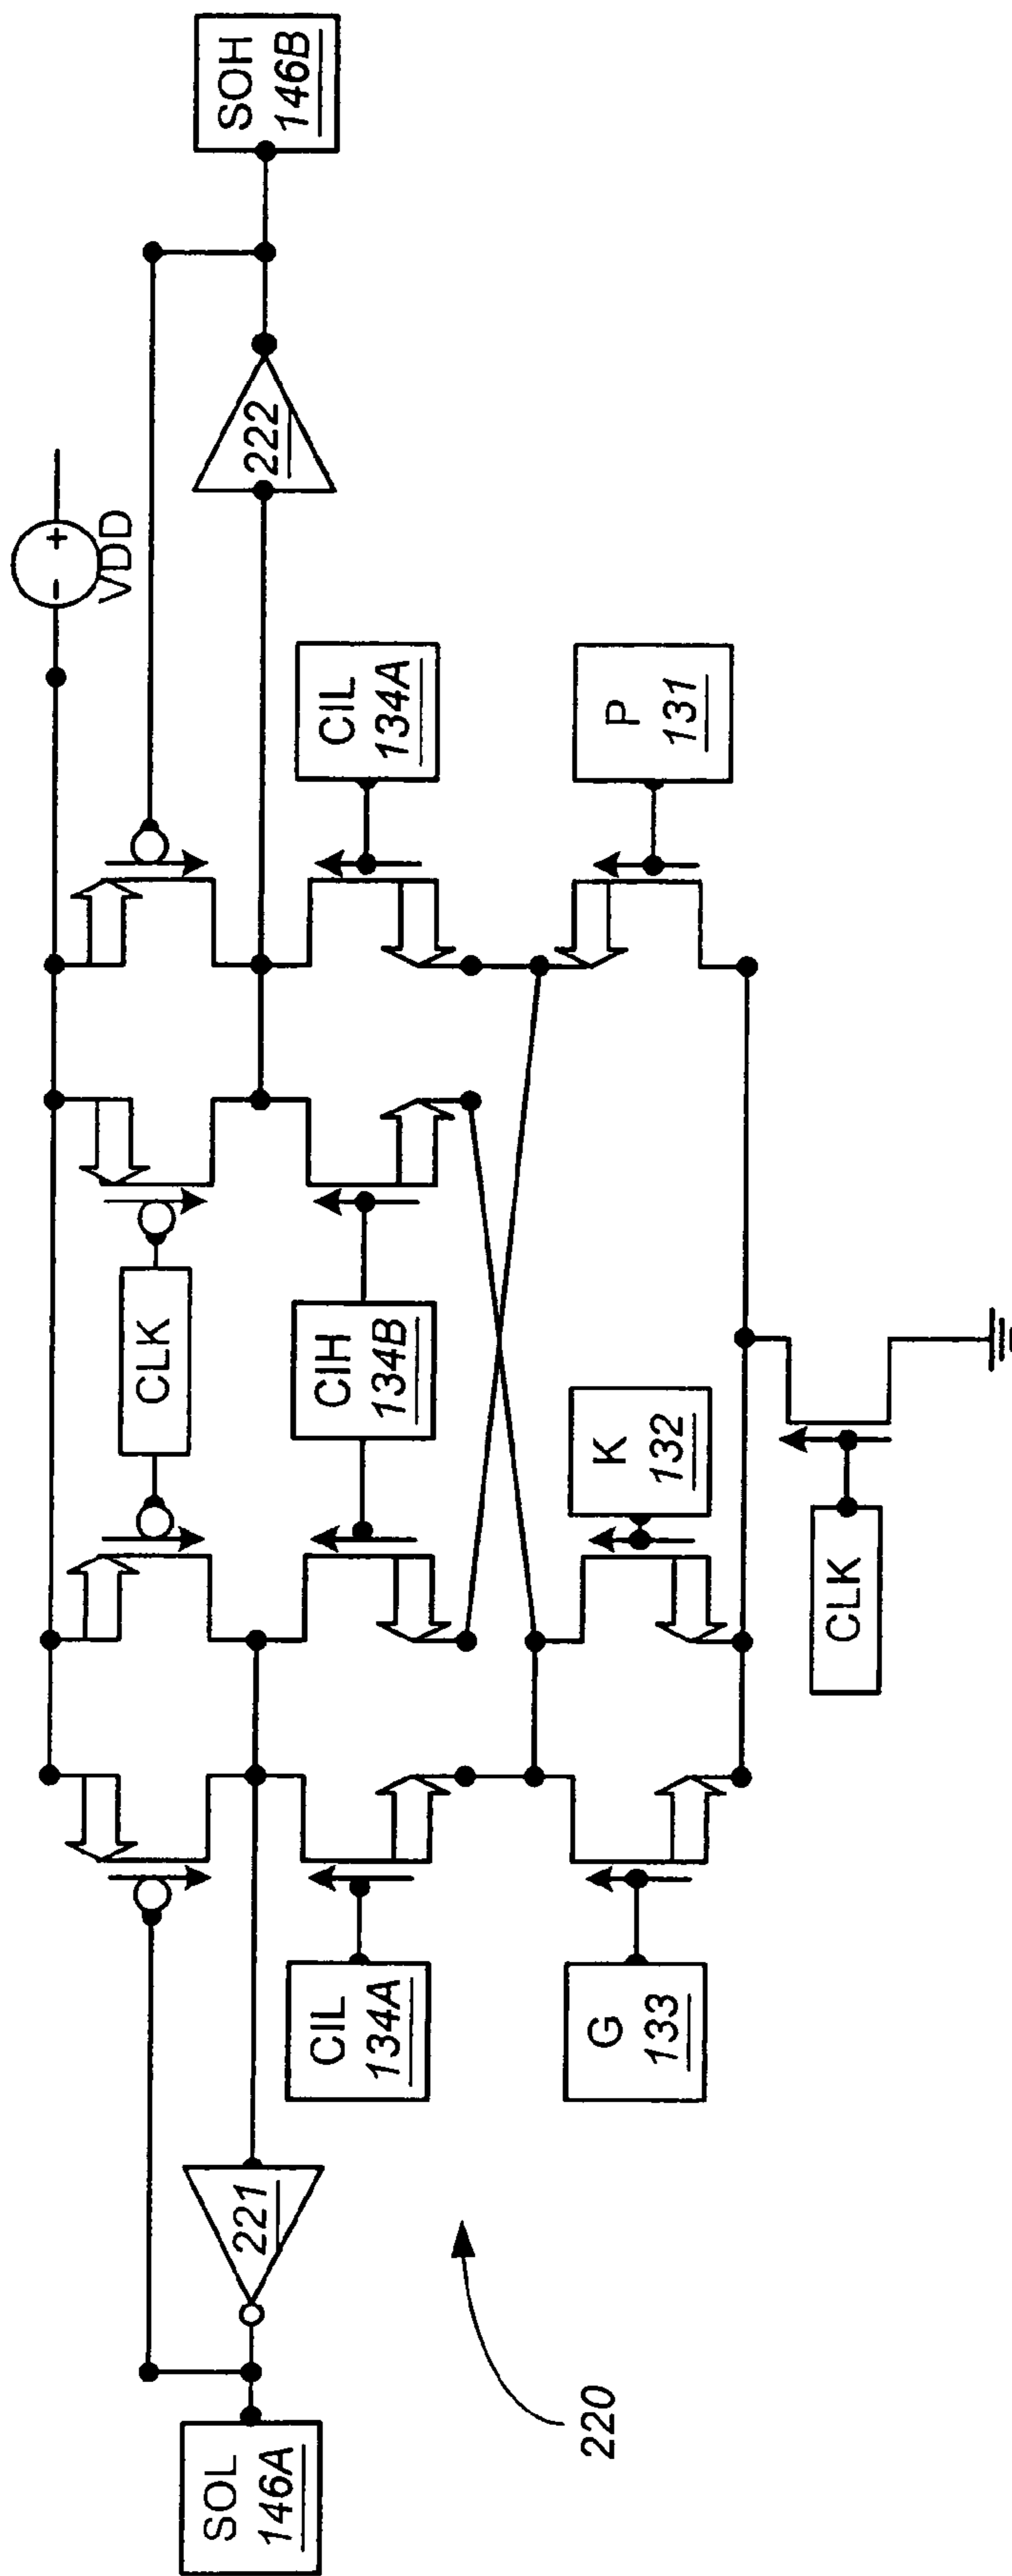 VDD
CLK
SOL
146A
221
222
SOH
146B
CIL
134A
CIH
134B
CIL
134A
G
133
K
132
P
131
220
CLK